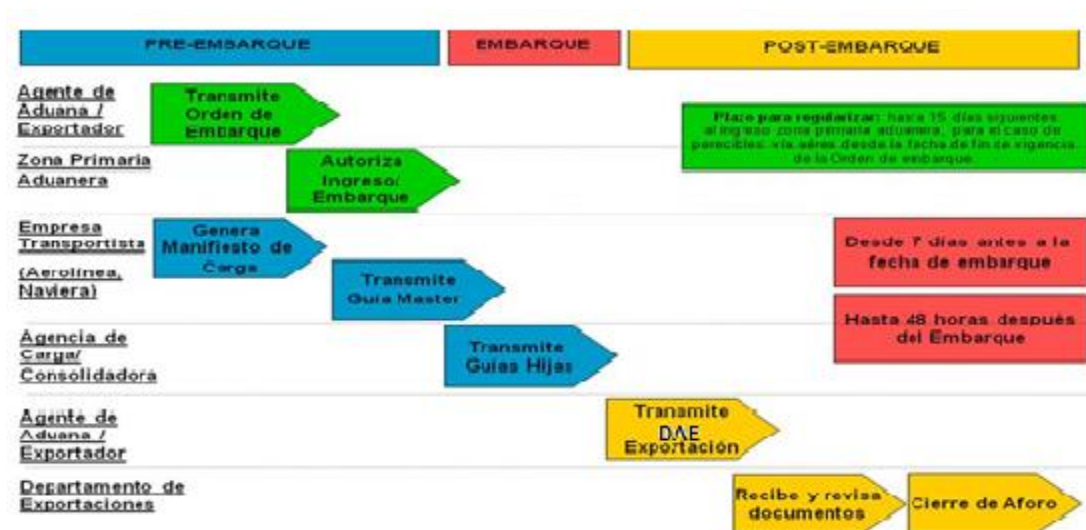 PRE-EMBARQUE
EMBARQUE
POST-EMBARQUE
Agente de
Aduana /
Exportador
Transmite
Orden de
Embarque
Plazo para regularizar: hasta 15 días siguientes
al ingreso zona primaria aduanera, para el caso de
perecibles vía aérea desde la fecha de fin de vigencia
de la Orden de embarque
Zona Primaria
Aduanera
Autoriza
Ingreso/
Embarque
Empresa
Transportista
(Aerolínea,
Naviera)
Genera
Manifiesto de
Carga
Transmite
Guia Master
Desde 7 días antes a la
fecha de embarque
Hasta 48 horas después
del Embarque
Agencia de
Carga/
Consolidadora
Transmite
Guías Hijas
Agente de
Aduana /
Exportador
Transmite
DAE
Exportación
Departamento de
Exportaciones
Recibe y revisa
documentos
Cierre de Aforo